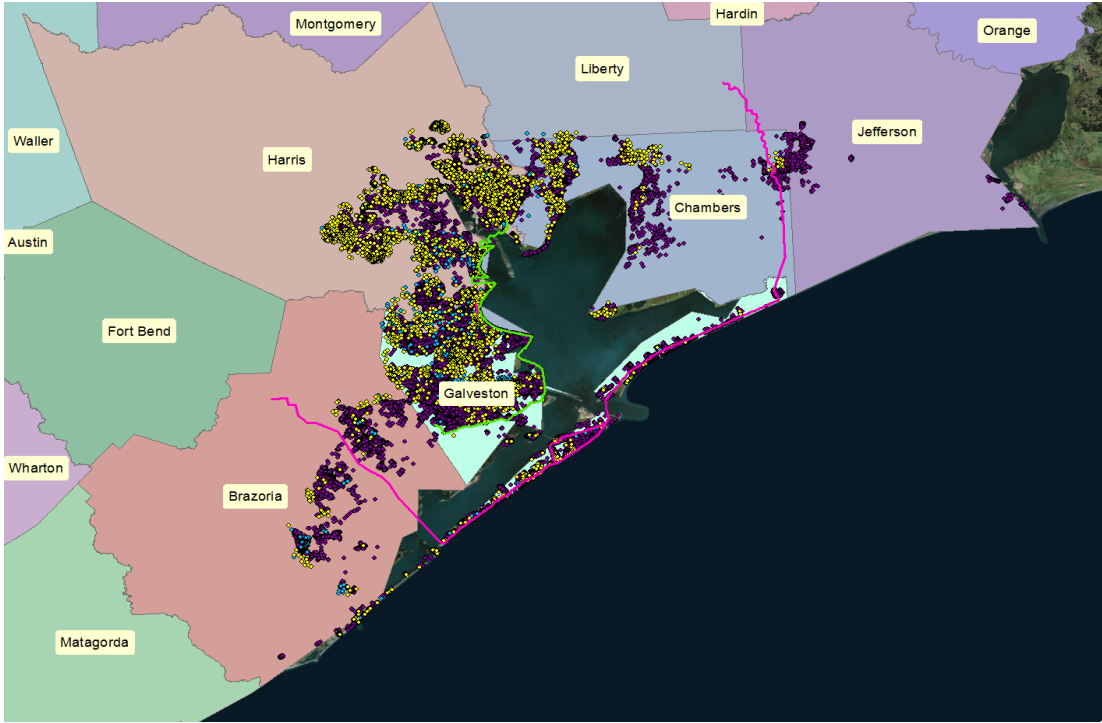 Montgomery
Hardin
Orange
Liberty
Waller
Harris
Jefferson
Chambers
Austin
Fort Bend
Galveston
Wharton
Brazoria
Matagorda